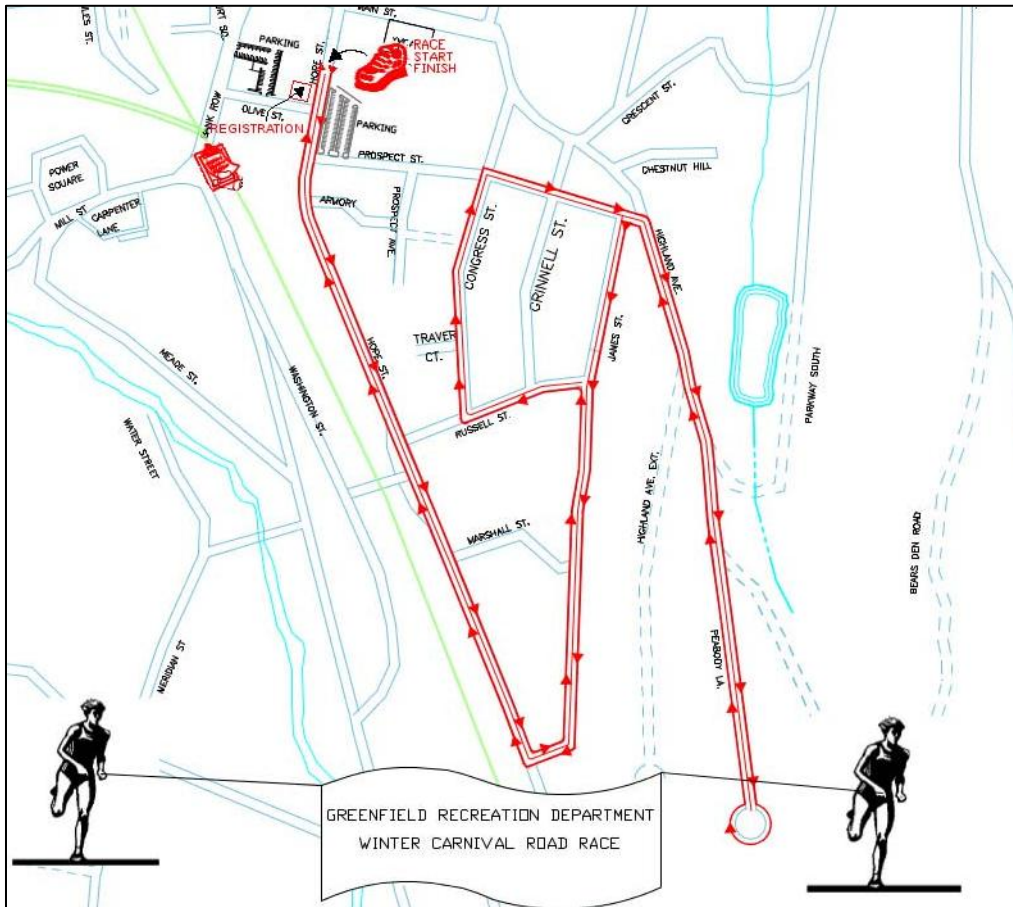 MAIN ST.
PARKING
HOPE ST.
RACE
START
FINISH
OLIVE ST.
REGISTRATION
PARKING
CRESCENT ST.
PROSPECT ST.
CHESTNUT HILL
POWER
SQUARE
MILL ST.
CARPENTER
LANE
ARMORY
PROSPECT AVE.
CONGRESS ST.
GRINNELL ST.
HIGHLAND AVE.
TRAVER
CT.
JAMES ST.
HOPE ST.
MEADE ST.
WASHINGTON ST.
PARKWAY SOUTH
RUSSELL ST.
WATER STREET
HIGHLAND AVE. EXT.
MARSHALL ST.
BEARS DEN ROAD
MERIDIAN ST
PEABODY LA.
GREENFIELD RECREATION DEPARTMENT
WINTER CARNIVAL ROAD RACE